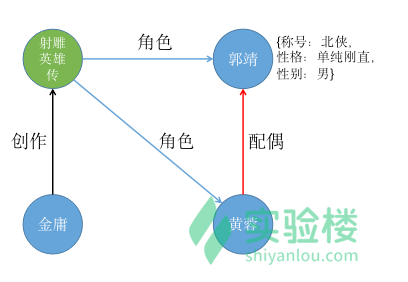 射雕
英雄
传
角色
郭靖
{称号：北侠，
性格：单纯刚直，
性别：男}
创作
角色
配偶
金庸
黄蓉
实验楼
shiyanlou.com